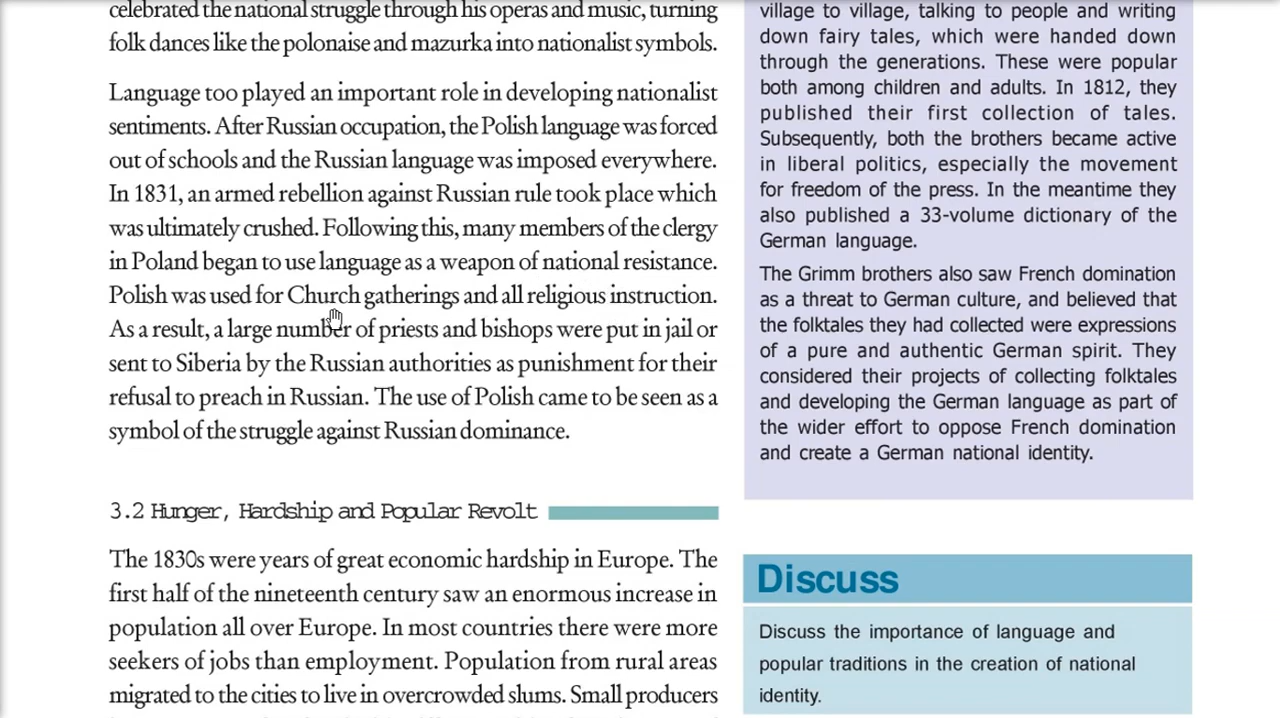 celebrated the national struggle through his operas and music, turning
folk dances like the polonaise and mazurka into nationalist symbols.
Language too played an important role in developing nationalist
sentiments. After Russian occupation, the Polish language was forced
out of schools and the Russian language was imposed everywhere.
In 1831, an armed rebellion against Russian rule took place which
was ultimately crushed. Following this, many members of the clergy
in Poland began to use language as a weapon of national resistance.
Polish was used for Church gatherings and all religious instruction.
As a result, a large number of priests and bishops were put in jail or
sent to Siberia by the Russian authorities as punishment for their
refusal to preach in Russian. The use of Polish came to be seen as a
symbol of the struggle against Russian dominance.
3.2 Hunger, Hardship and Popular Revolt
The 1830s were years of great economic hardship in Europe. The
first half of the nineteenth century saw an enormous increase in
population all over Europe. In most countries there were more
seekers of jobs than employment. Population from rural areas
migrated to the cities to live in overcrowded slums. Small producers
village to village, talking to people and writing
down fairy tales, which were handed down
through the generations. These were popular
both among children and adults. In 1812, they
published their first collection of tales.
Subsequently, both the brothers became active
in liberal politics, especially the movement
for freedom of the press. In the meantime they
also published a 33-volume dictionary of the
German language.
The Grimm brothers also saw French domination
as a threat to German culture, and believed that
the folktales they had collected were expressions
of a pure and authentic German spirit. They
considered their projects of collecting folktales
and developing the German language as part of
the wider effort to oppose French domination
and create a German national identity.
Discuss
Discuss the importance of language and
popular traditions in the creation of national
identity.